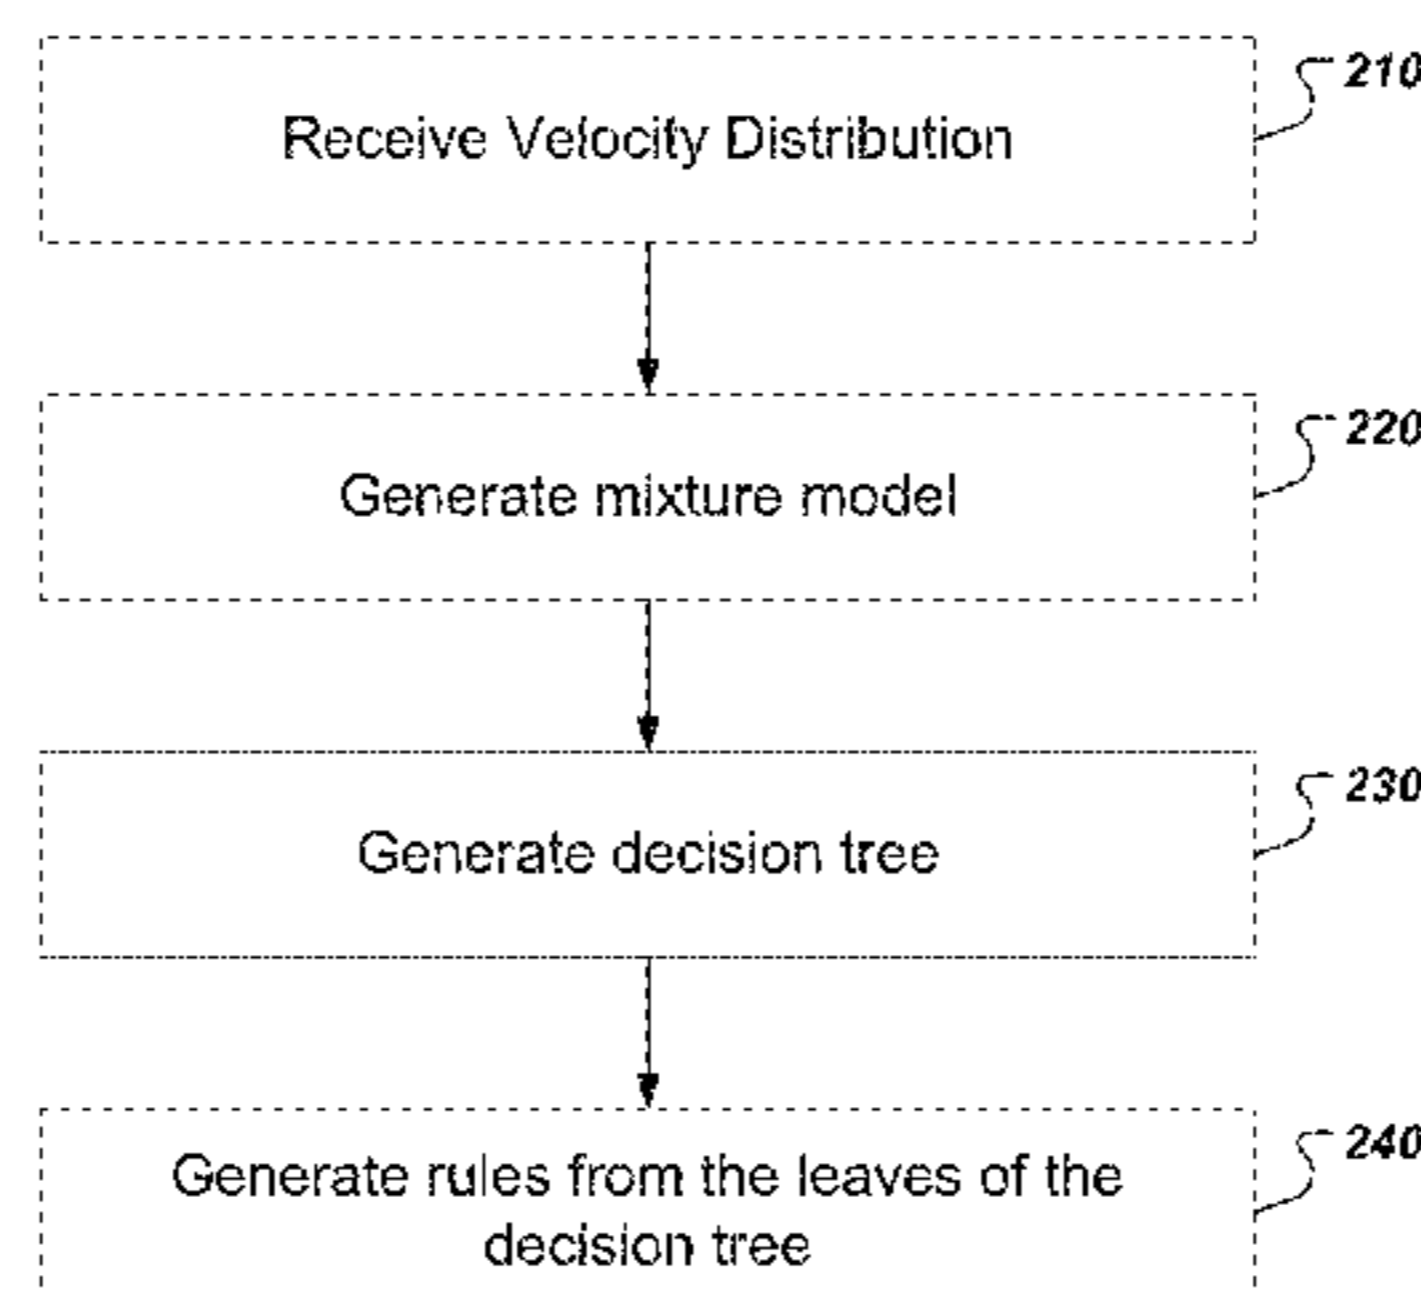 Receive Velocity Distribution
210
Generate mixture model
220
Generate decision tree
230
Generate rules from the leaves of the
decision tree
240